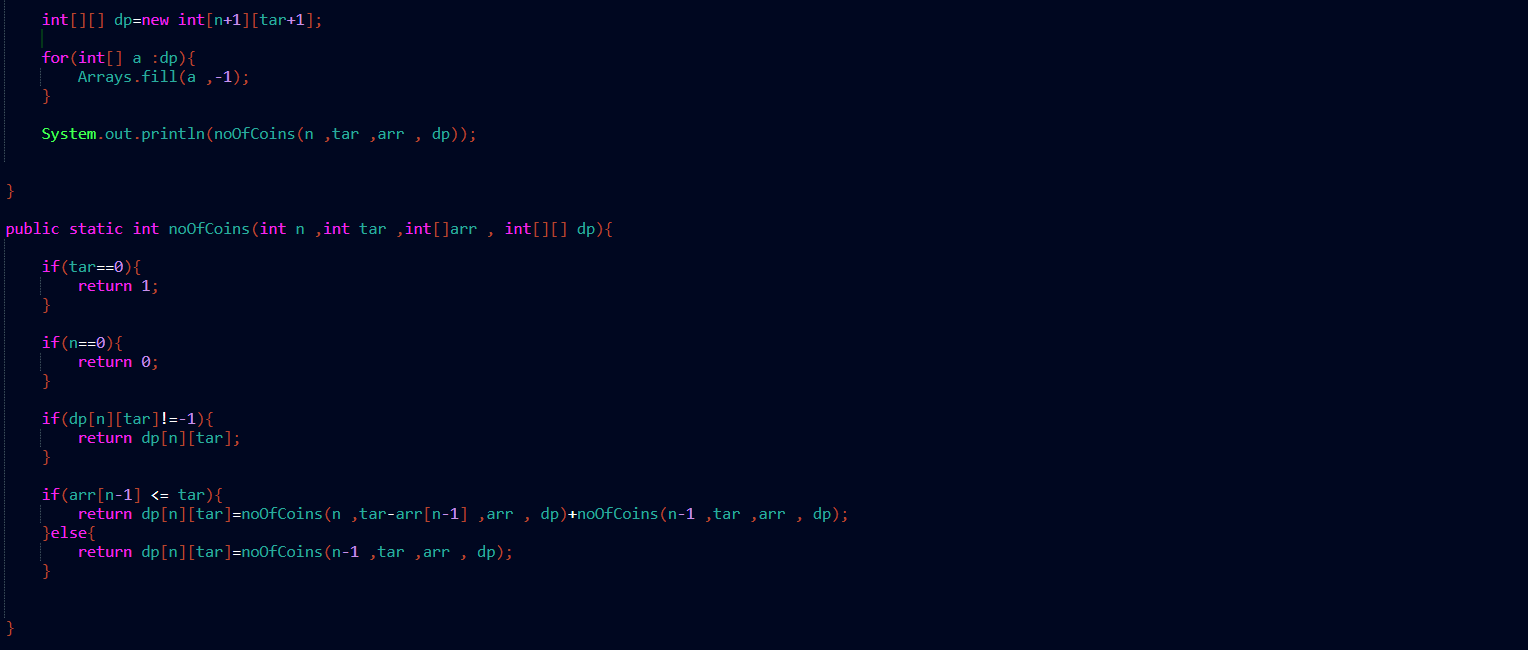 int[][] dp=new int[n+1][tar+1];
for(int[] a :dp){
Arrays.fill(a ,-1);
}
System.out.println(noOfCoins(n ,tar ,arr , dp));
}
public static int noOfCoins(int n ,int tar ,int[]arr , int[][] dp){
if(tar==0){
return 1;
}
if(n==0){
return 0;
}
if(dp[n][tar]!=-1){
return dp[n][tar];
}
if(arr[n-1] <= tar){
return dp[n][tar]=noOfCoins(n ,tar-arr[n-1] ,arr , dp)+noOfCoins(n-1 ,tar ,arr , dp);
}else{
return dp[n][tar]=noOfCoins(n-1 ,tar ,arr , dp);
}
}